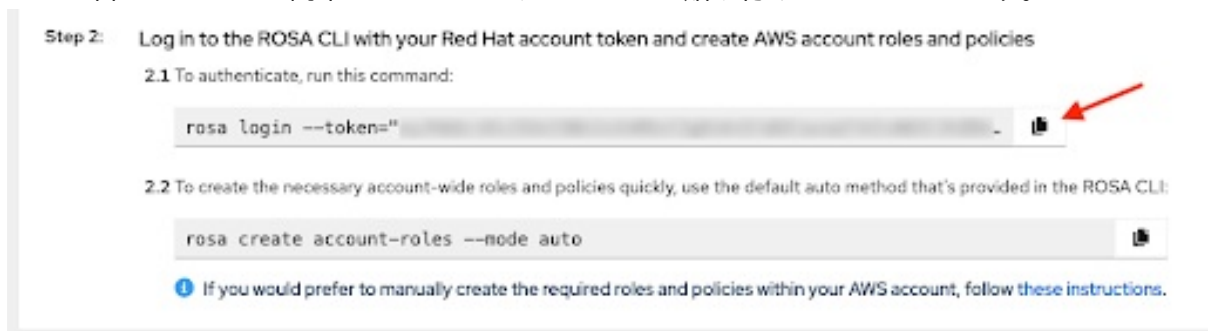 Step 2: Log in to the ROSA CLI with your Red Hat account token and create AWS account roles and policies
2.1 To authenticate, run this command:
rosa login --token="
2.2 To create the necessary account-wide roles and policies quickly, use the default auto method that's provided in the ROSA CLI:
rosa create account-roles --mode auto
If you would prefer to manually create the required roles and policies within your AWS account, follow these instructions.